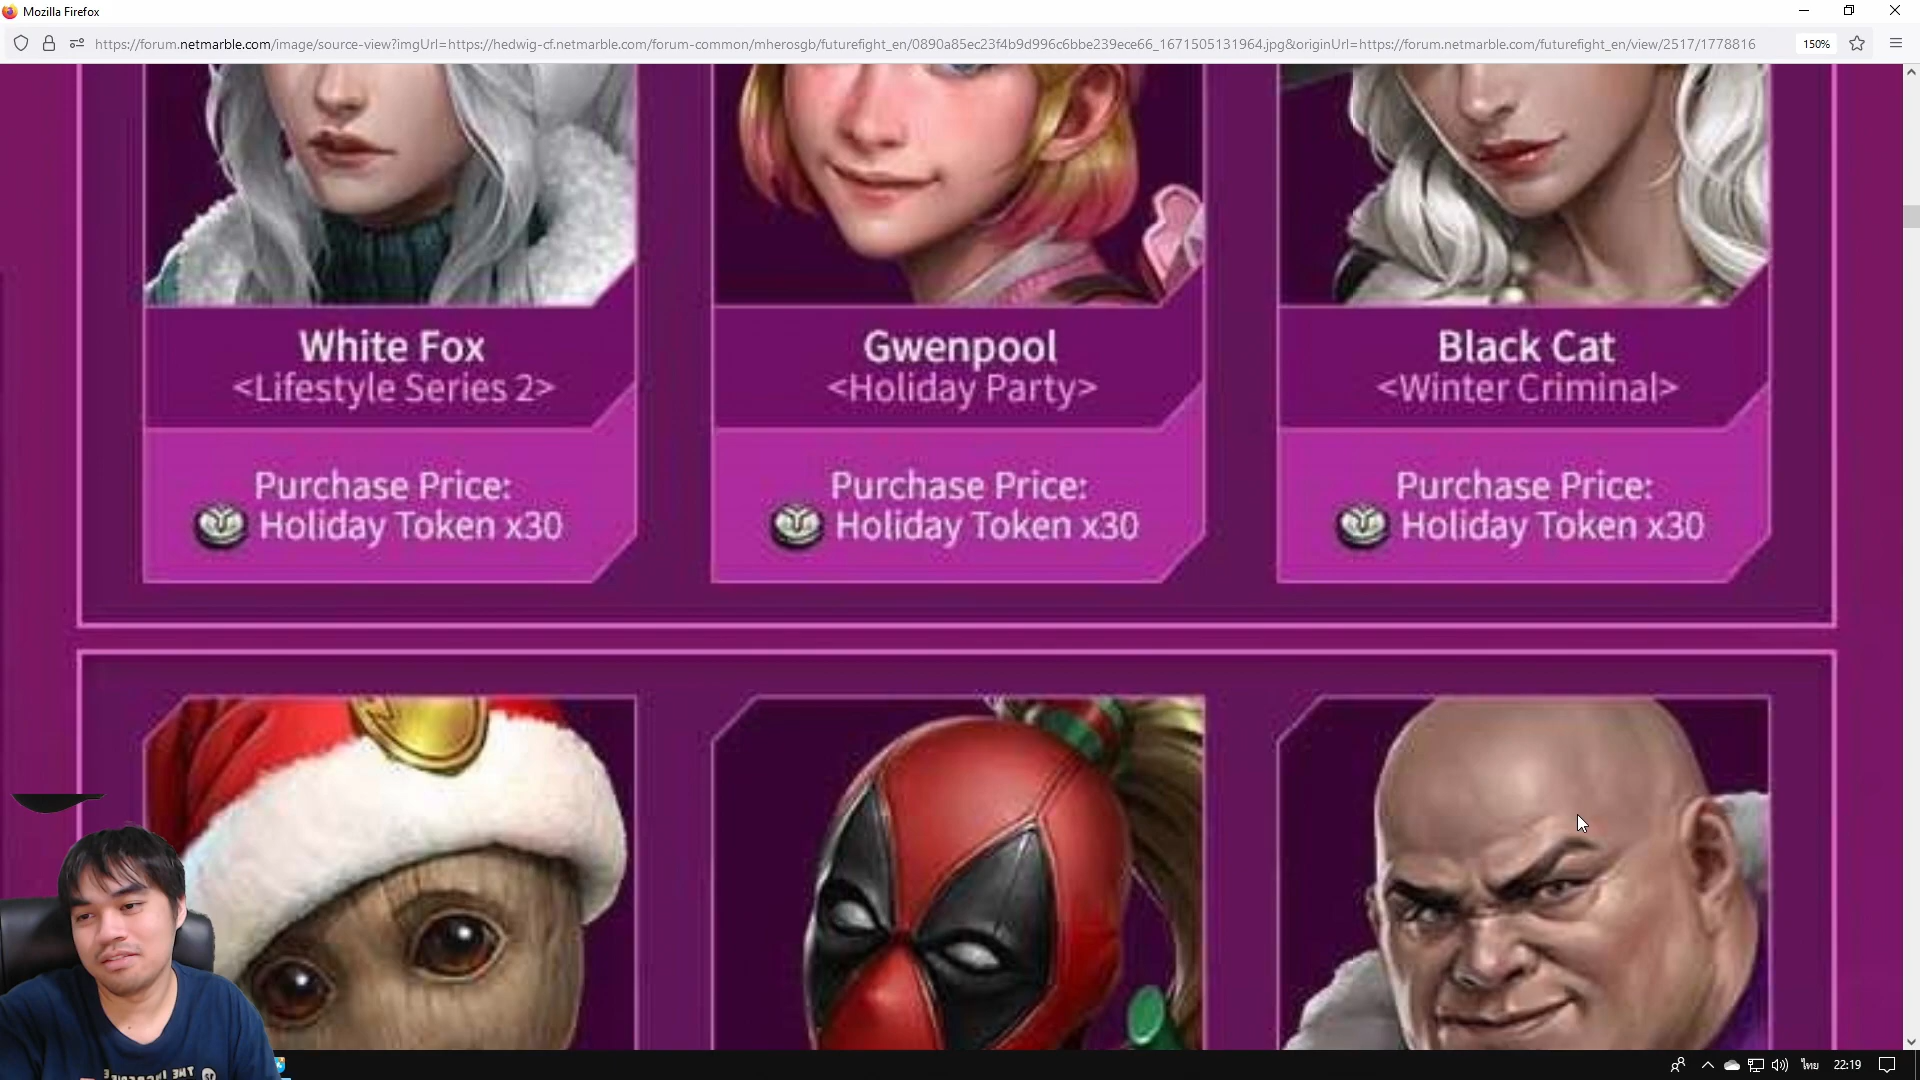 Mozilla Firefox
https://forum.netmarble.com/image/source-view?imgUrl=https://hedwig-cf.netmarble.com/forum-common/mherosgb/futurefight_en/0890a85ec23f4b9d996c6bbe239ece66_1671505131964.jpg&originUrl=https://forum.netmarble.com/futurefight_en/view/2517/1778816
150%
White Fox
<Lifestyle Series 2>
Purchase Price:
Holiday Token x30
Gwenpool
<Holiday Party>
Purchase Price:
Holiday Token x30
Black Cat
<Winter Criminal>
Purchase Price:
Holiday Token x30
ไทย
22:19